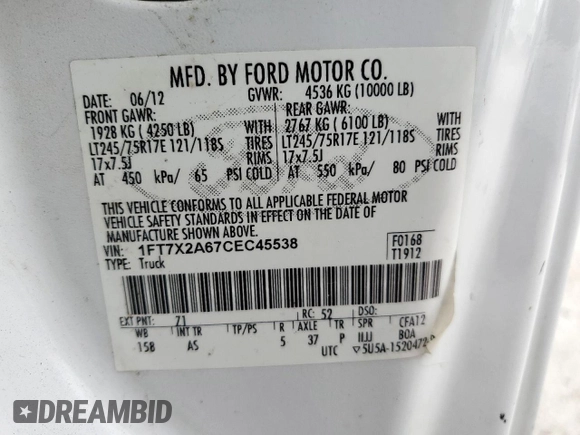 MFD. BY FORD MOTOR CO.
DATE: 06/12 GVWR: 4536 KG (10000 LB)
FRONT GAWR: REAR GAWR:
1928 KG ( 4250 LB) WITH 2767 KG ( 6100 LB) WITH
LT245/75R17E 121/118S TIRES LT245/75R17E 121/118S TIRES
17x7.5J RIMS 17x7.5J RIMS
AT 450 kPa/ 65 PSI COLD AT 550 kPa/ 80 PSI COLD
THIS VEHICLE CONFORMS TO ALL APPLICABLE FEDERAL MOTOR
VEHICLE SAFETY STANDARDS IN EFFECT ON THE DATE OF
MANUFACTURE SHOWN ABOVE.
VIN: 1FT7X2A67CEC45538 F0168
TYPE: Truck T1912
EXT PNT: 71 RC: 52 DSO:
WB INT TR TP/PS R AXLE TR SPR CFA12
158 AS 5 37 P IIJJ BOA
UTC ▽5U5A-1520472-
AUTOBIDMASTER
DREAMBID